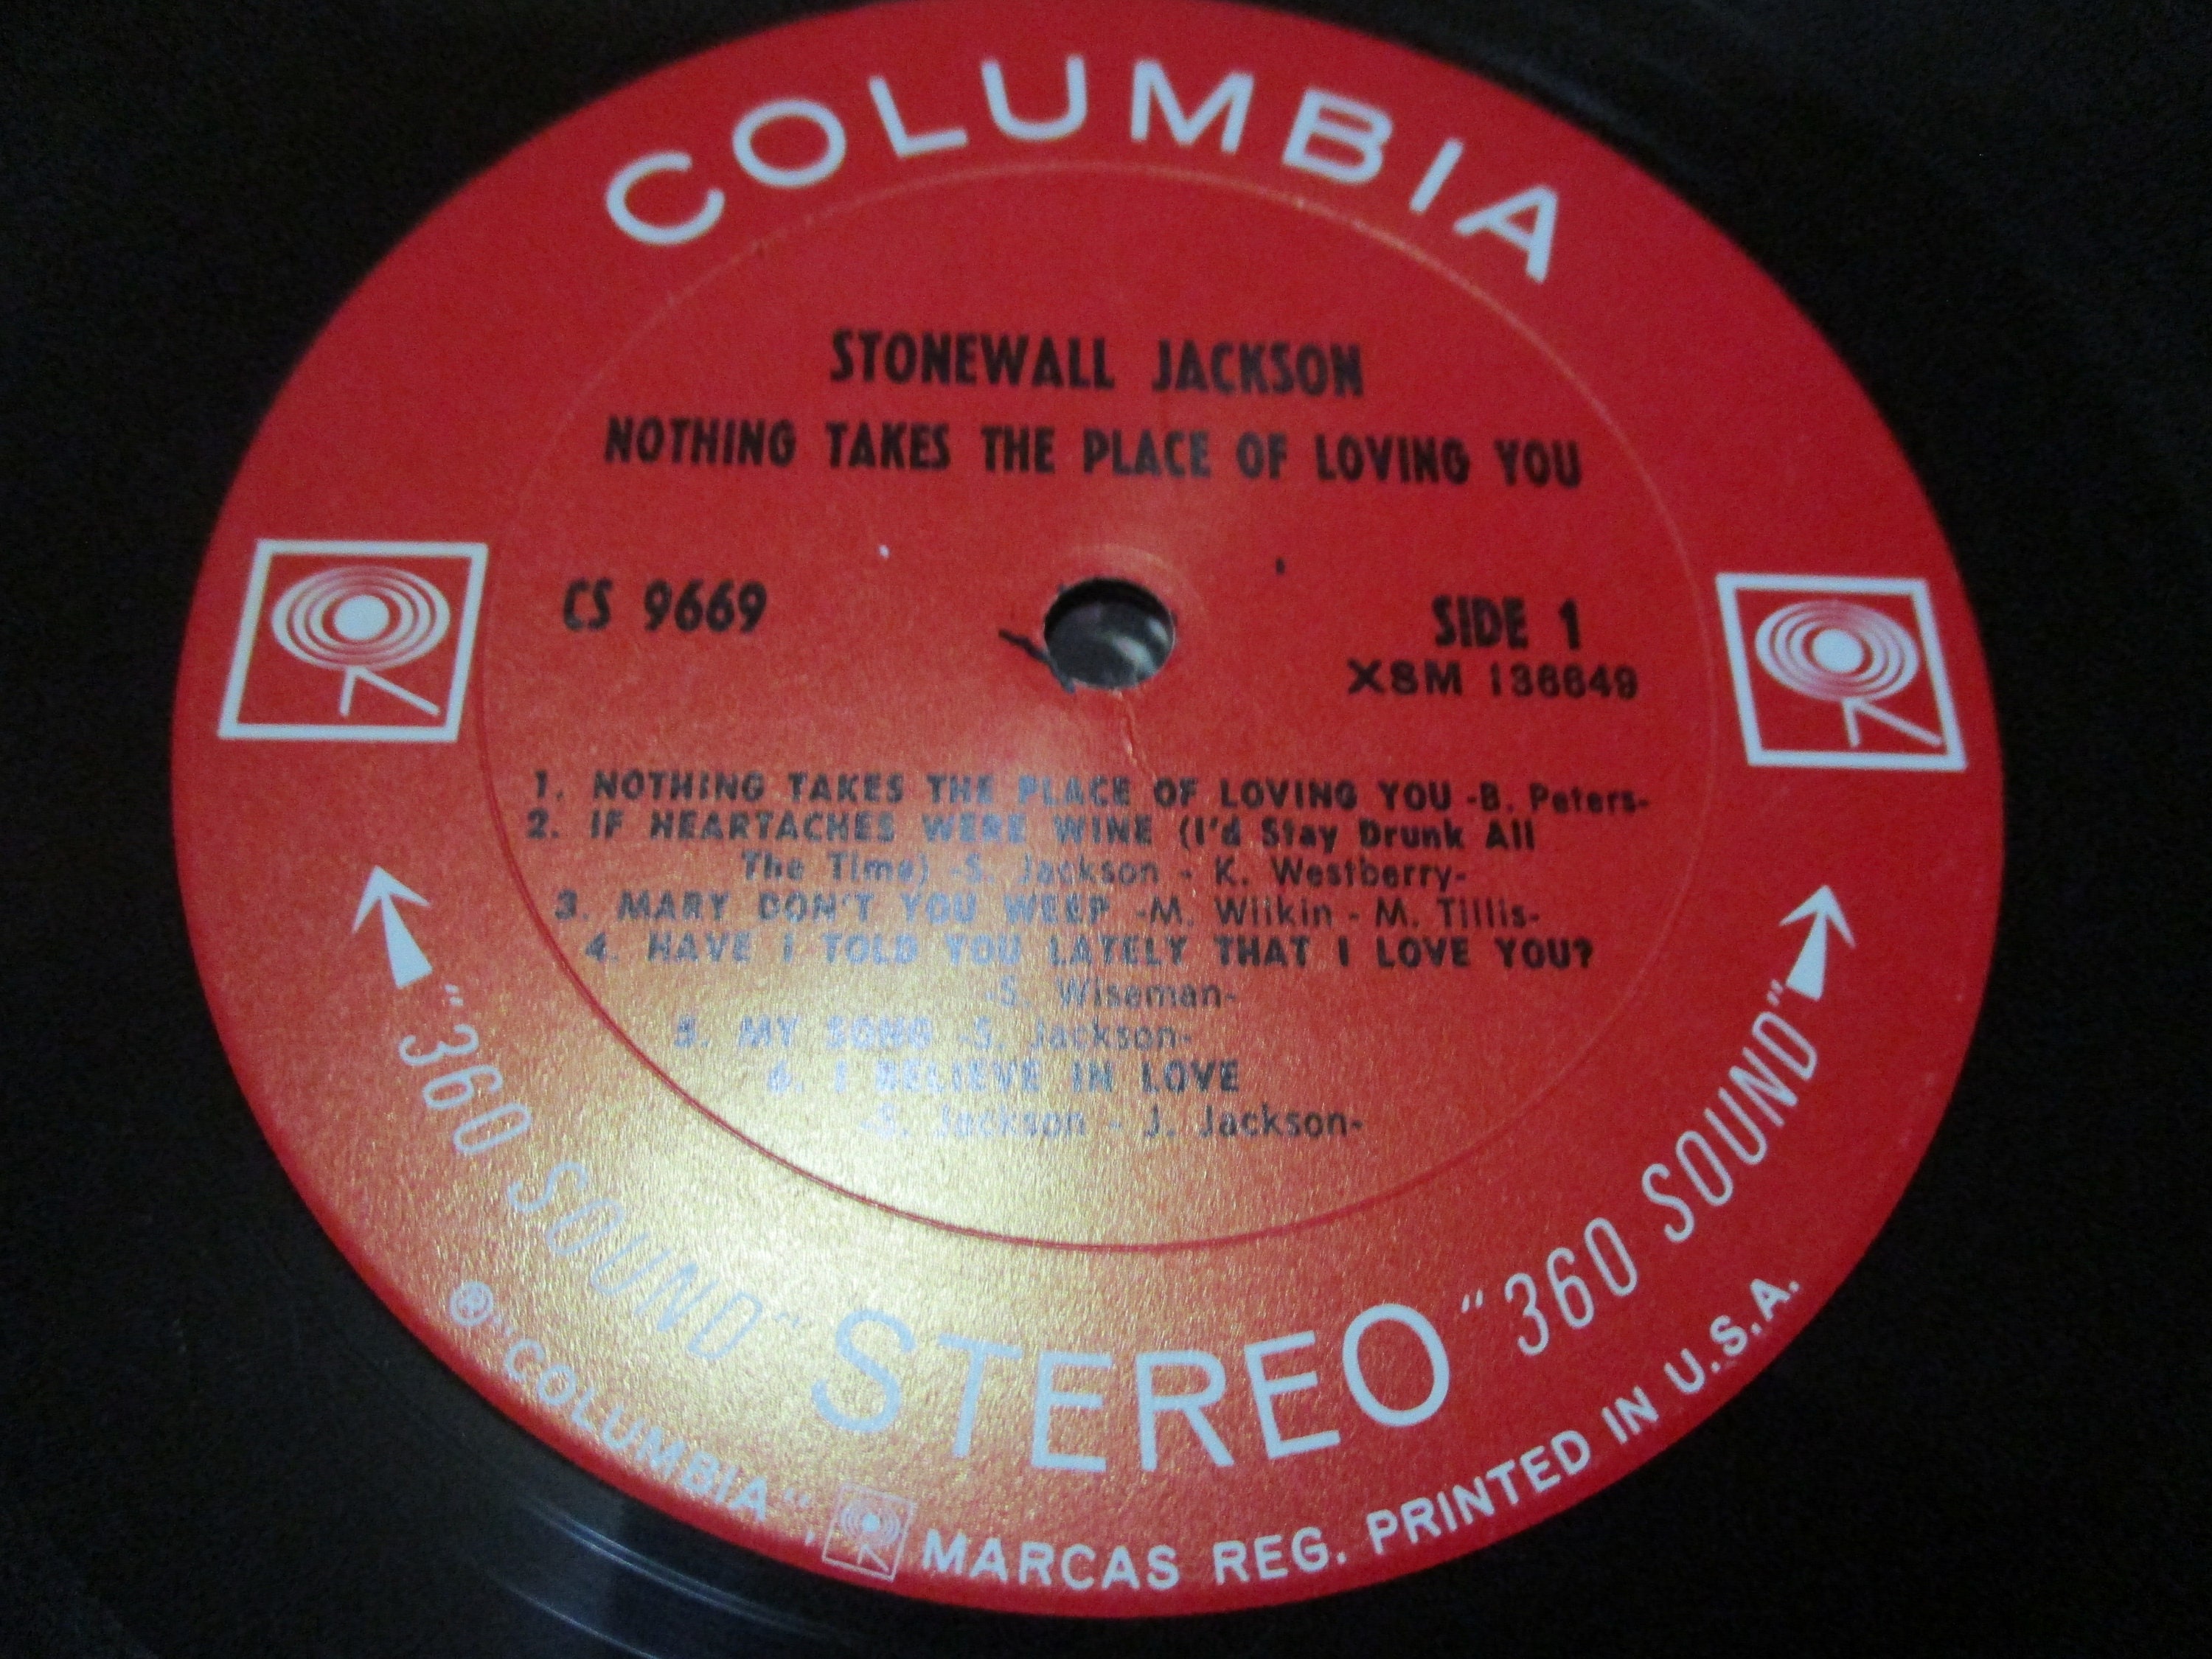 COLUMBIA
STONEWALL JACKSON
NOTHING TAKES THE PLACE OF LOVING YOU
CS 9669
SIDE 1
XSM 136649
1. NOTHING TAKES THE PLACE OF LOVING YOU -B. Peters-
2. IF HEARTACHES WERE WINE (I'd Stay Drunk All
The Time) -S. Jackson - K. Westberry-
3. MARY DON'T YOU WEEP -M. Wilkin - M. Tillis-
4. HAVE I TOLD YOU LATELY THAT I LOVE YOU?
-S. Wiseman-
5. MY SONG -S. Jackson-
6. I BELIEVE IN LOVE
-S. Jackson - J. Jackson-
"360 SOUND" STEREO "360 SOUND"
® "COLUMBIA", MARCAS REG. PRINTED IN U.S.A.